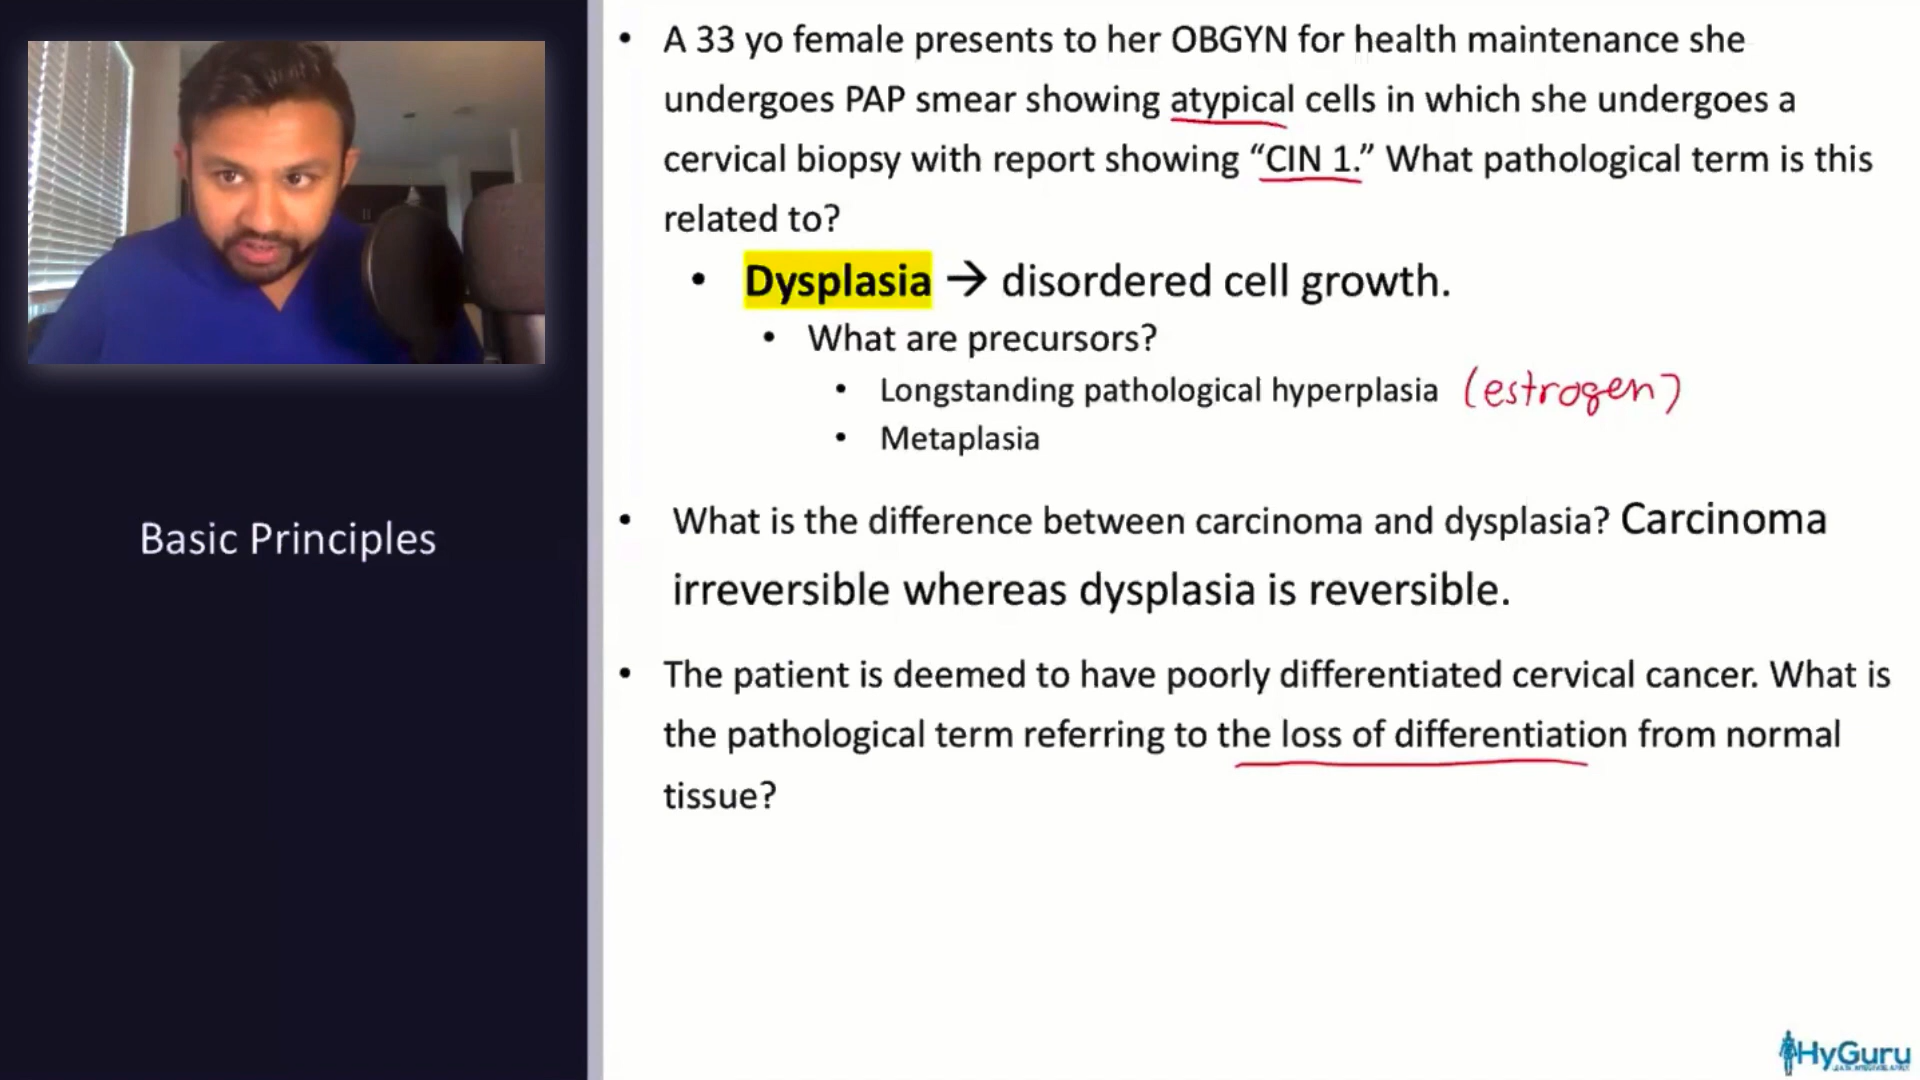 • A 33 yo female presents to her OBGYN for health maintenance she
undergoes PAP smear showing atypical cells in which she undergoes a
cervical biopsy with report showing “CIN 1.” What pathological term is this
related to?
• Dysplasia → disordered cell growth.
• What are precursors?
• Longstanding pathological hyperplasia (estrogen)
• Metaplasia
Basic Principles
• What is the difference between carcinoma and dysplasia? Carcinoma
irreversible whereas dysplasia is reversible.
• The patient is deemed to have poorly differentiated cervical cancer. What is
the pathological term referring to the loss of differentiation from normal
tissue?
HyGuru